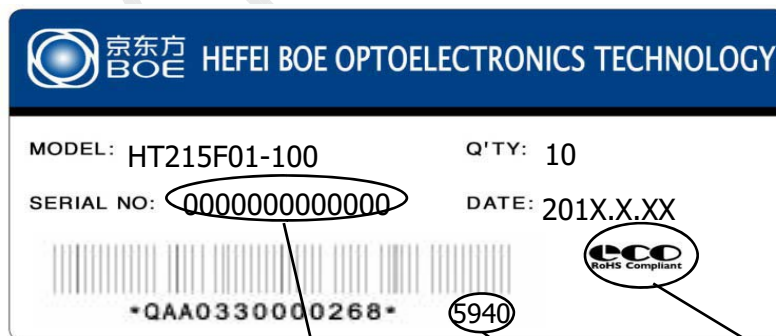 京东方
BOE
HEFEI BOE OPTOELECTRONICS TECHNOLOGY
MODEL: HT215F01-100
Q'TY: 10
SERIAL NO: 0000000000000
DATE: 201X.X.XX
eco
RoHS Compliant
*QAA0330000268*
5940